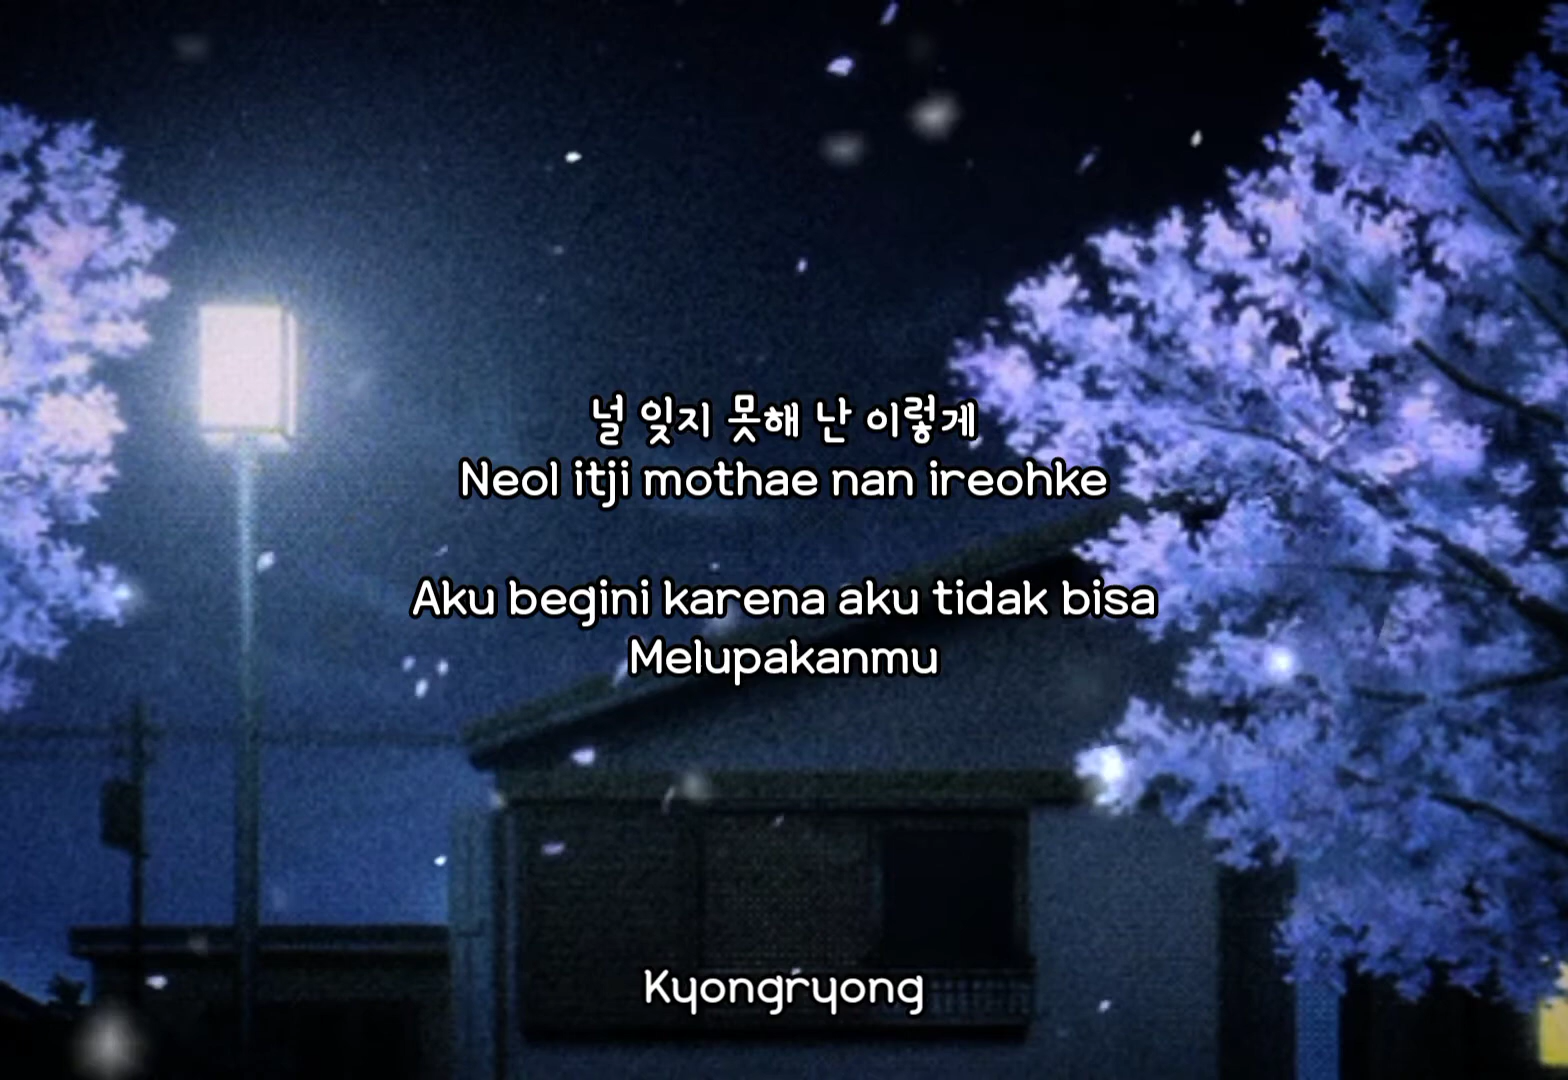 널 잊지 못해 난 이렇게
Neol itji mothae nan ireohke
Aku begini karena aku tidak bisa
Melupakanmu
Kyongryong